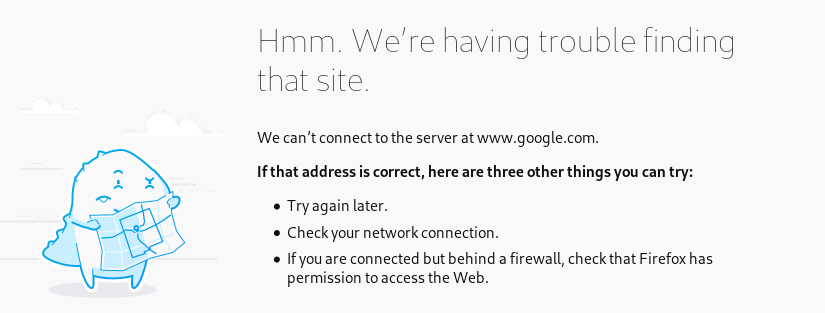 Hmm. We’re having trouble finding
that site.
We can’t connect to the server at www.google.com.
If that address is correct, here are three other things you can try:
• Try again later.
• Check your network connection.
• If you are connected but behind a firewall, check that Firefox has
permission to access the Web.